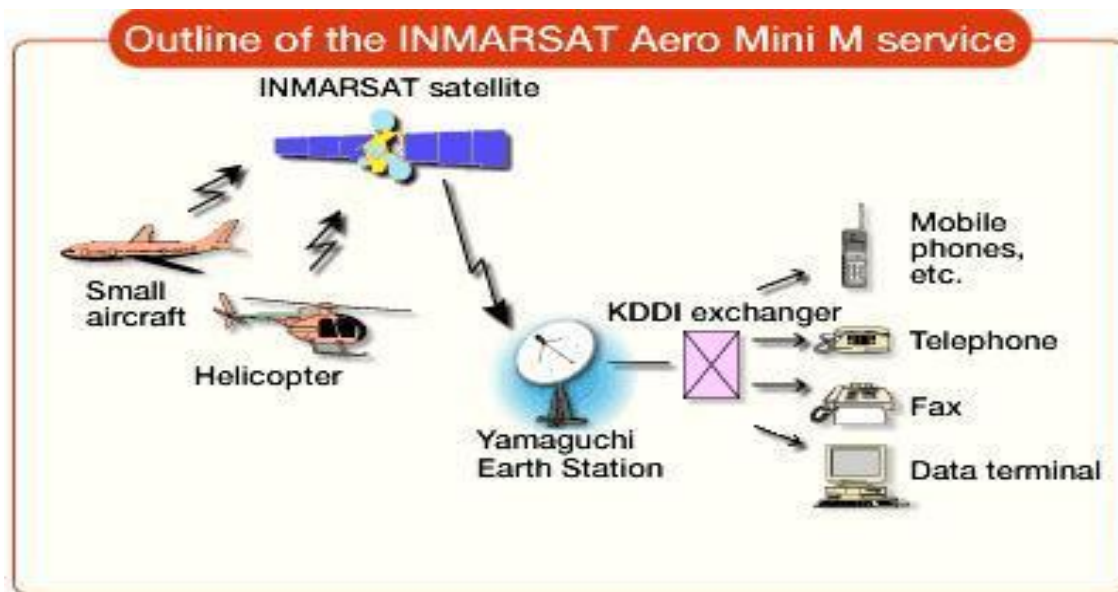 Outline of the INMARSAT Aero Mini M service
INMARSAT satellite
Small
aircraft
Helicopter
Yamaguchi
Earth Station
KDDI exchanger
Mobile
phones,
etc.
Telephone
Fax
Data terminal